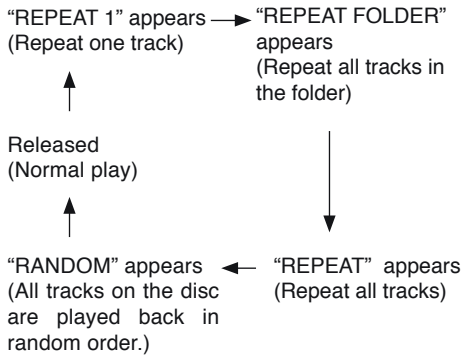 “REPEAT 1” appears
(Repeat one track)
“REPEAT FOLDER”
appears
(Repeat all tracks in
the folder)
Released
(Normal play)
“RANDOM” appears
(All tracks on the disc
are played back in
random order.)
“REPEAT” appears
(Repeat all tracks)